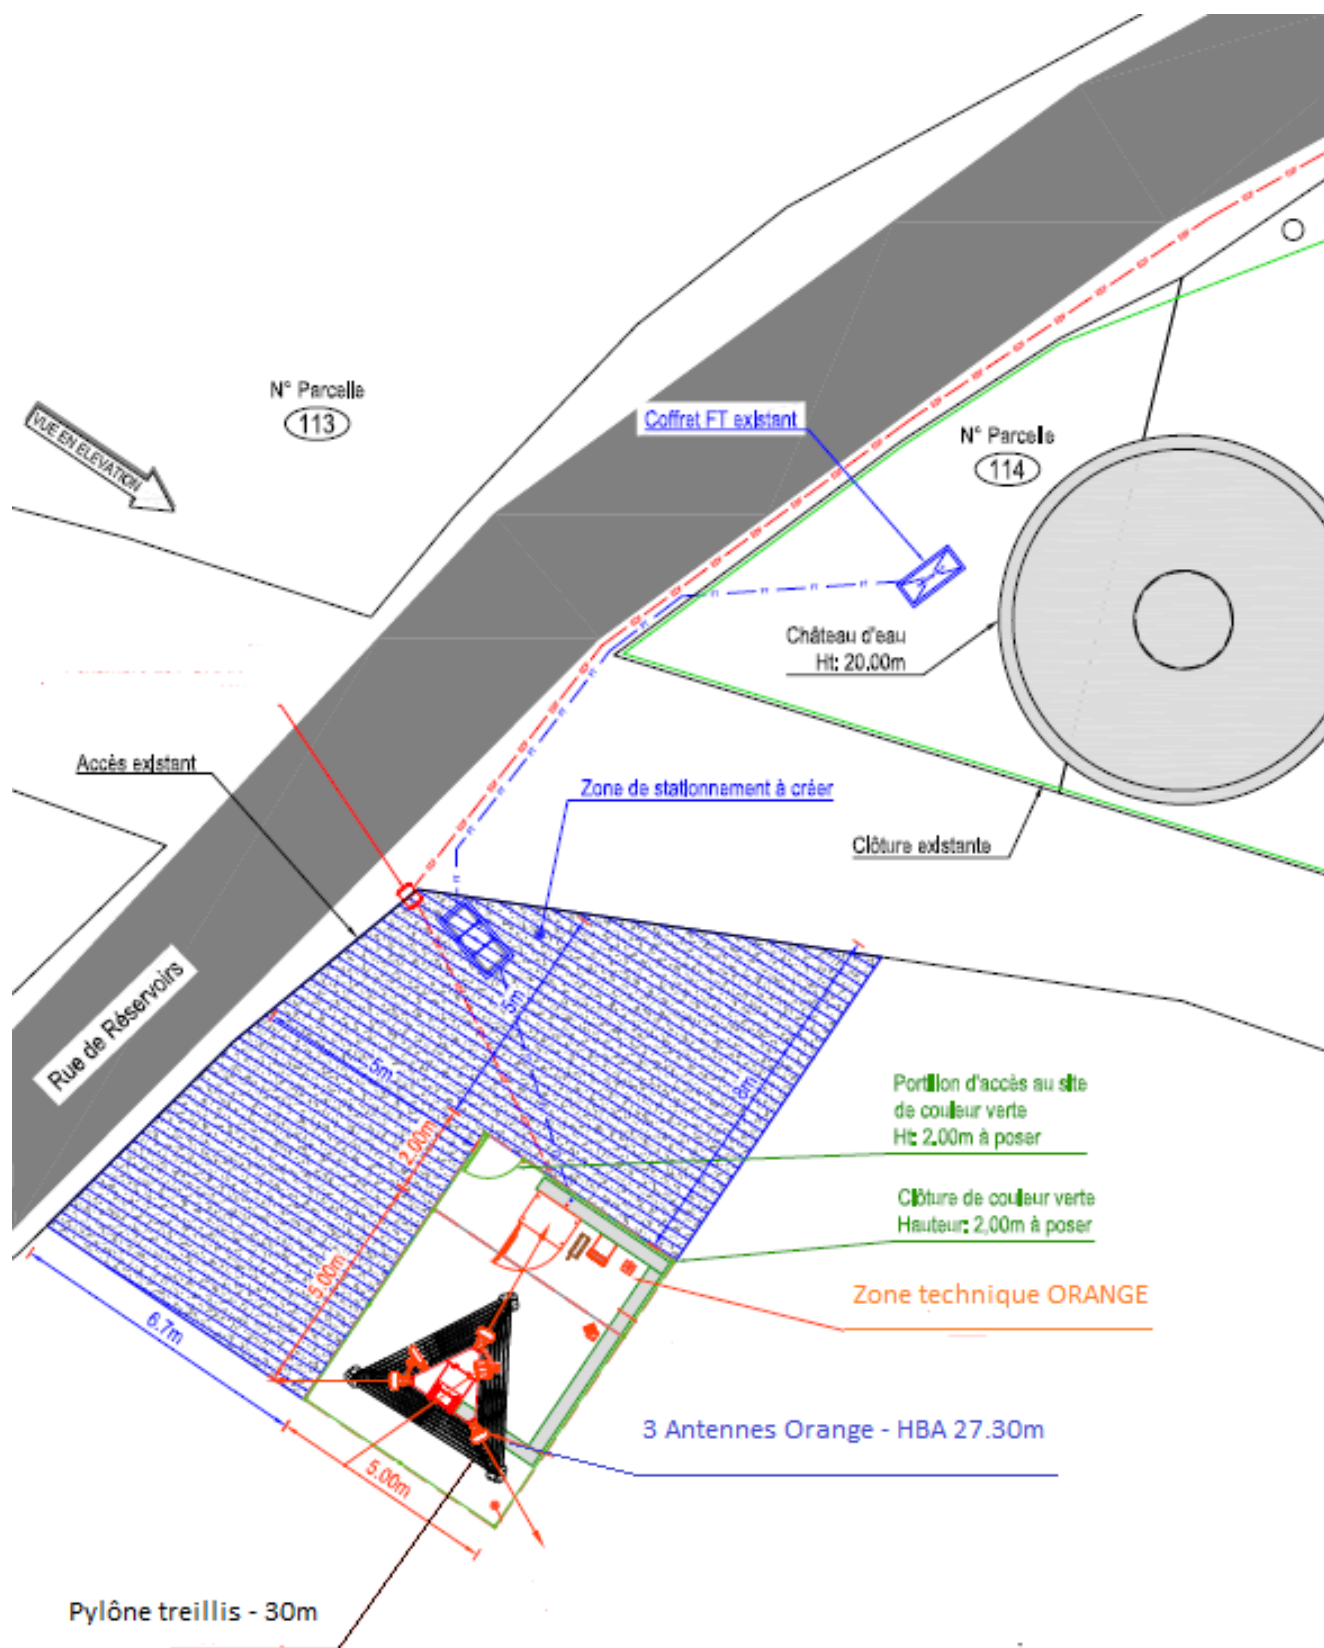 N° Parcelle
113
VUE EN ELEVATION
Coffret FT existant
N° Parcelle
114
Château d'eau
Ht: 20.00m
Accès existant
Zone de stationnement à créer
Clôture existante
Rue de Réservoirs
5m
5m
8m
2.00m
5.00m
6.7m
5.00m
Portillon d'accès au site
de couleur verte
Ht: 2.00m à poser
Clôture de couleur verte
Hauteur: 2,00m à poser
Zone technique ORANGE
3 Antennes Orange - HBA 27.30m
Pylône treillis - 30m